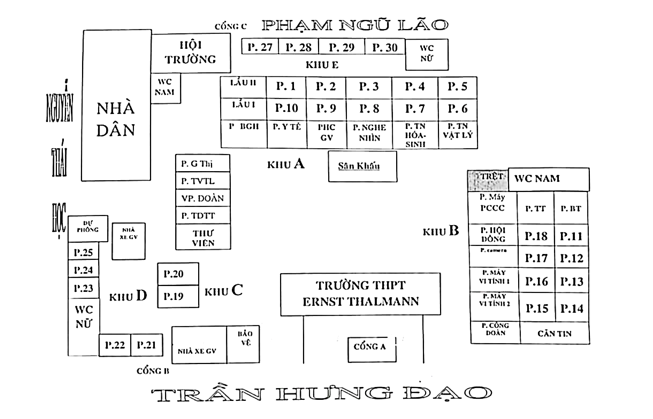 CỔNG C PHẠM NGŨ LÃO
HỘI TRƯỜNG
P. 27 P. 28 P. 29 P. 30
WC NỮ
KHU E
NGUYỄN THÁI HỌC
NHÀ DÂN
WC NAM
LẦU II P. 1 P. 2 P. 3 P. 4 P. 5
LẦU I P.10 P. 9 P. 8 P. 7 P. 6
P BGH P. Y TẾ PHC GV P. NGHE NHÌN P. TN HÓA-SINH P. TN VẬT LÝ
KHU A
Sân Khấu
P. G Thị
P. TVTL
VP. ĐOÀN
P. TDTT
THƯ VIÊN
TRỆT WC NAM
P. Máy PCCC P. TT P. BT
P. HỘI ĐỒNG P.18 P.11
P. camera P.17 P.12
P. MÁY VI TÍNH 1 P.16 P.13
P. MÁY VI TÍNH 2 P.15 P.14
P. CÔNG ĐOÀN CĂN TIN
KHU B
DỰ PHÒNG
NHÀ XE GV
P.25
P.24
P.23
WC NỮ
KHU D
P.20
P.19
KHU C
P.22 P.21
NHÀ XE GV
BẢO VỆ
CỔNG B
TRƯỜNG THPT
ERNST THALMANN
CỔNG A
TRẦN HƯNG ĐẠO